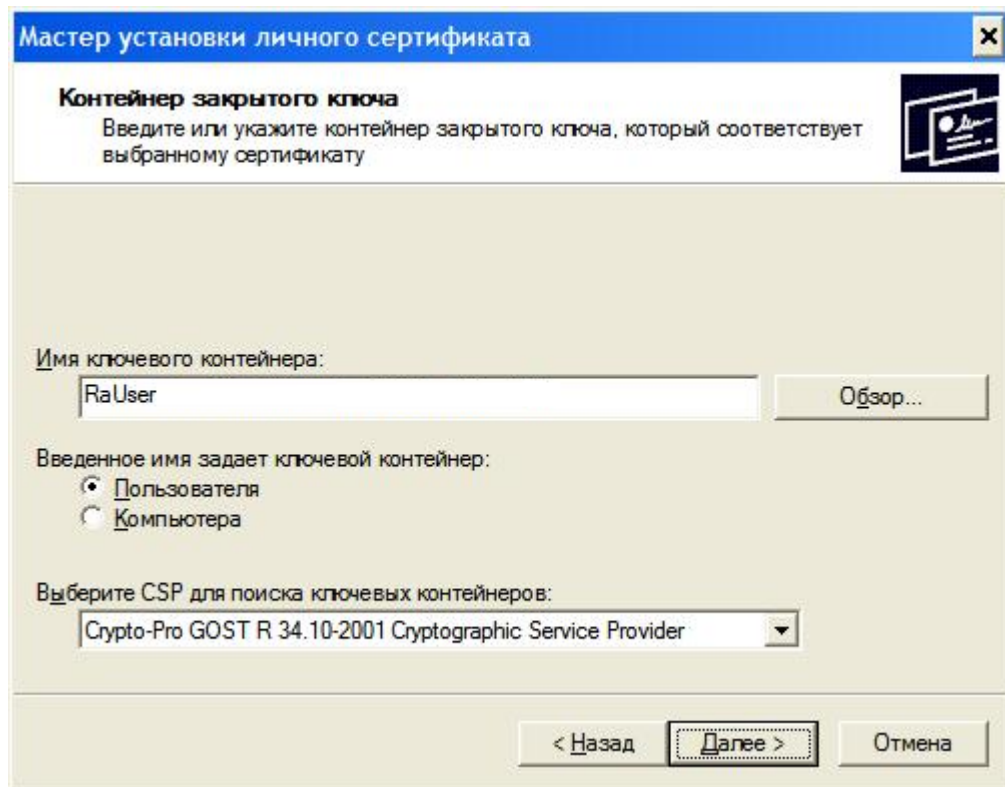 Мастер установки личного сертификата
Контейнер закрытого ключа
Введите или укажите контейнер закрытого ключа, который соответствует
выбранному сертификату
Имя ключевого контейнера:
RaUser
Обзор...
Введенное имя задает ключевой контейнер:
Пользователя
Компьютера
Выберите CSP для поиска ключевых контейнеров:
Crypto-Pro GOST R 34.10-2001 Cryptographic Service Provider
< Назад
Далее >
Отмена